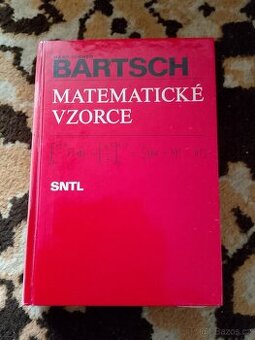 BARTSCH
MATEMATICKÉ
VZORCE
SNTL